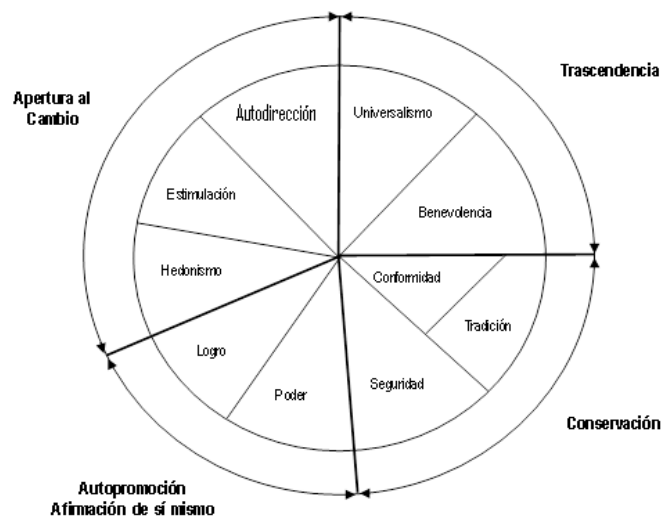 Trascendencia
Apertura al
Cambio
Autodirección
Universalismo
Estimulación
Benevolencia
Hedonismo
Conformidad
Tradición
Logro
Seguridad
Poder
Conservación
Autopromoción
Afirmación de sí mismo